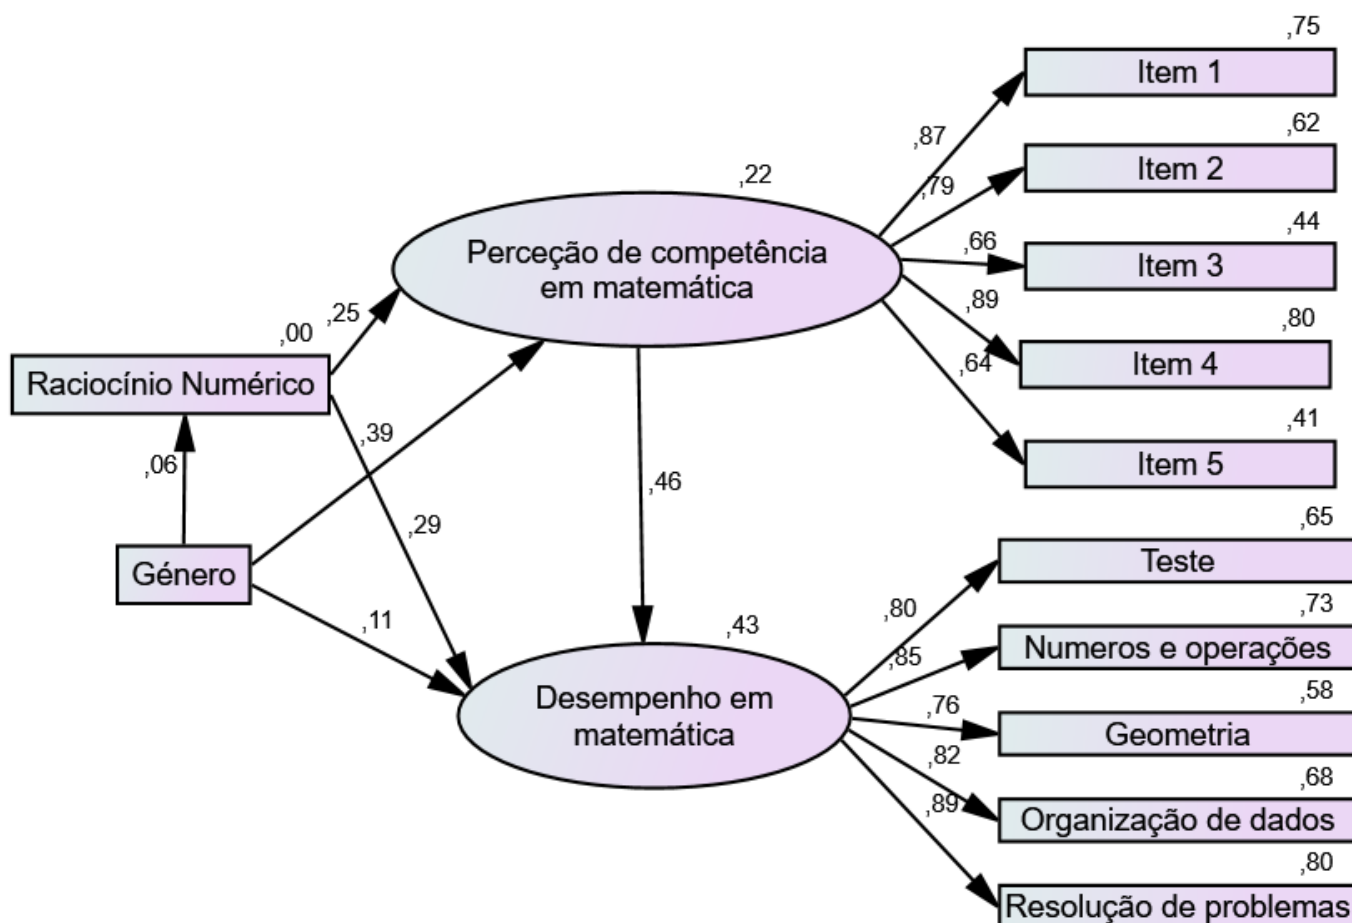 ,75
Item 1
,87
,62
Item 2
,79
,22
,44
Item 3
,66
Perceção de competência
em matemática
,89
,80
Item 4
,64
,00
,25
Raciocínio Numérico
,41
Item 5
,39
,06
,46
,29
Género
,65
Teste
,80
,11
,43
,73
Numeros e operações
,85
Desempenho em
matemática
,58
Geometria
,76
,82
,68
Organização de dados
,89
,80
Resolução de problemas